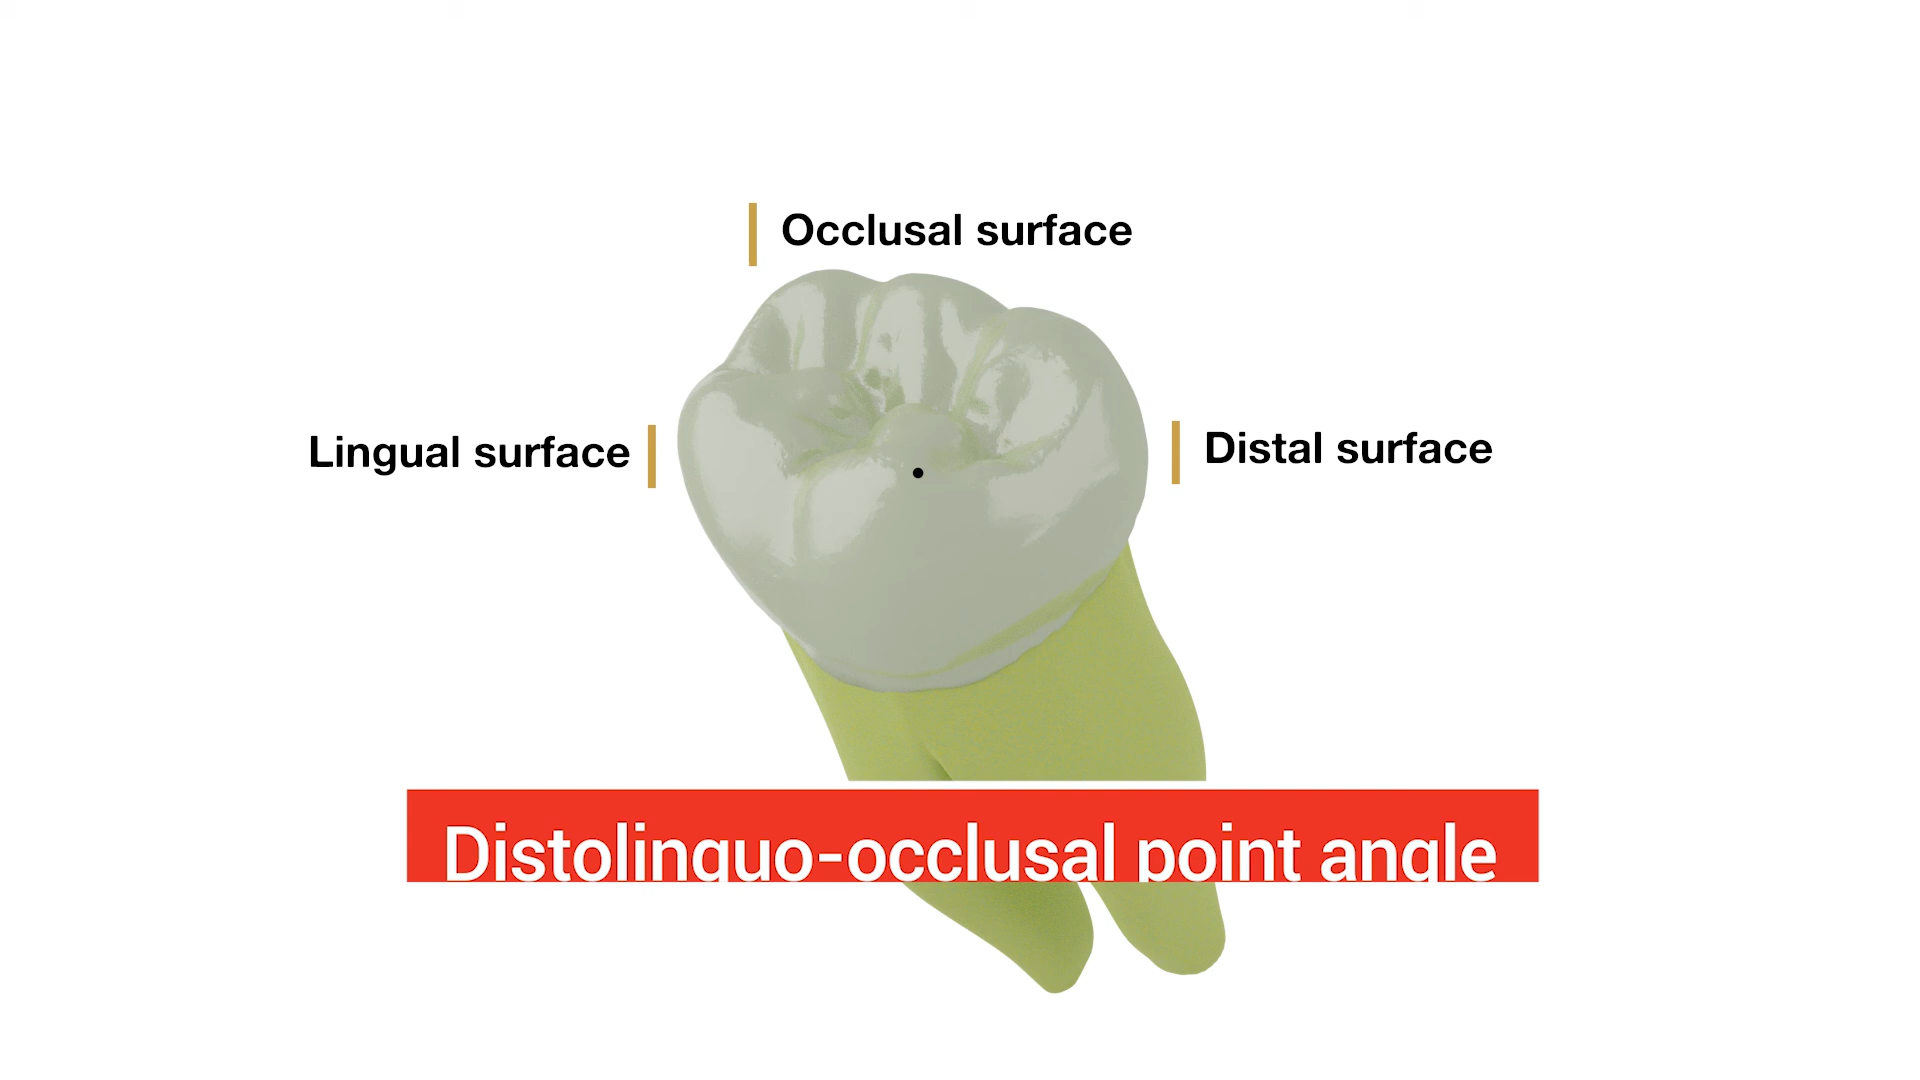 Occlusal surface
Lingual surface
Distal surface
Distolinguo-occlusal point angle